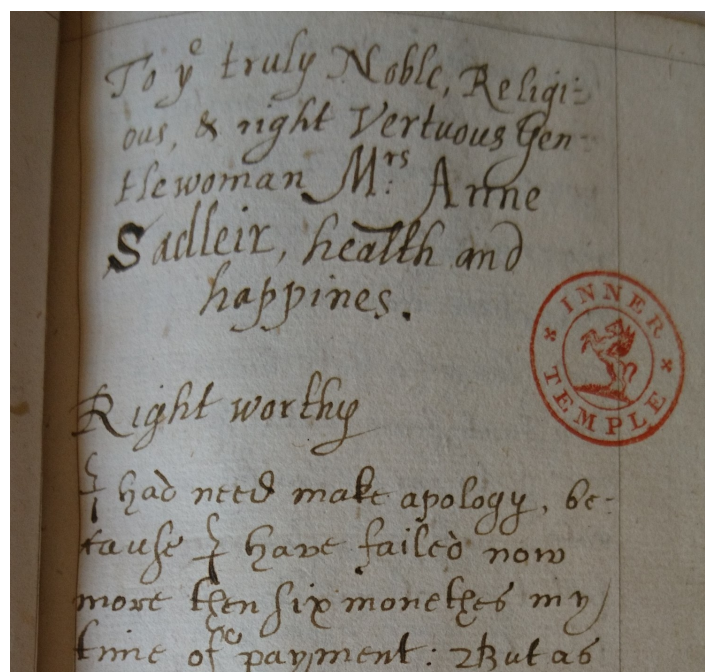 To yᵉ truly Noble, Religi:
ous, & right Vertuous Gen-
tlewoman Mʳˢ: Anne
Sadleir, health and
happines.
INNER
TEMPLE
Right worthy
I had need make apology, be-
cause I have failed now
more then six monethes my
time of payment: But as